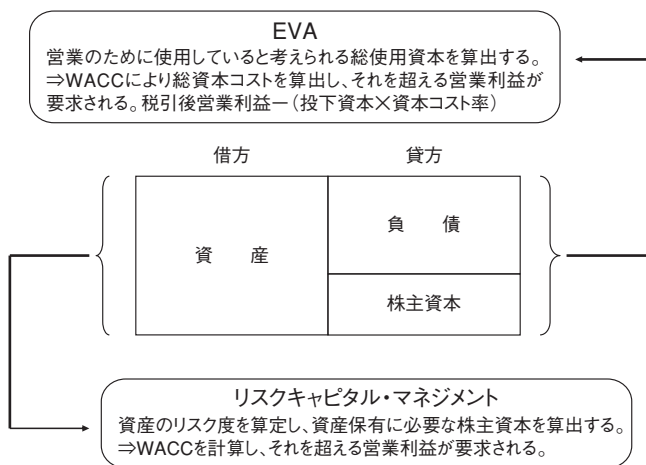 EVA
営業のために使用していると考えられる総使用資本を算出する。
⇒WACCにより総資本コストを算出し、それを超える営業利益が
要求される。税引後営業利益ー(投下資本×資本コスト率)
借方
貸方
資 産
負 債
株主資本
リスクキャピタル・マネジメント
資産のリスク度を算定し、資産保有に必要な株主資本を算出する。
⇒WACCを計算し、それを超える営業利益が要求される。